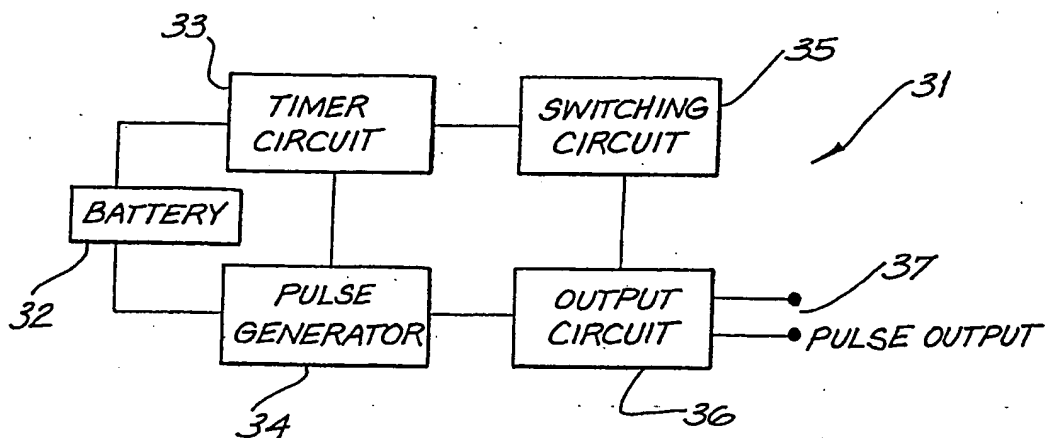 33
35
31
TIMER
CIRCUIT
SWITCHING
CIRCUIT
BATTERY
32
PULSE
GENERATOR
OUTPUT
CIRCUIT
37
PULSE OUTPUT
34
36